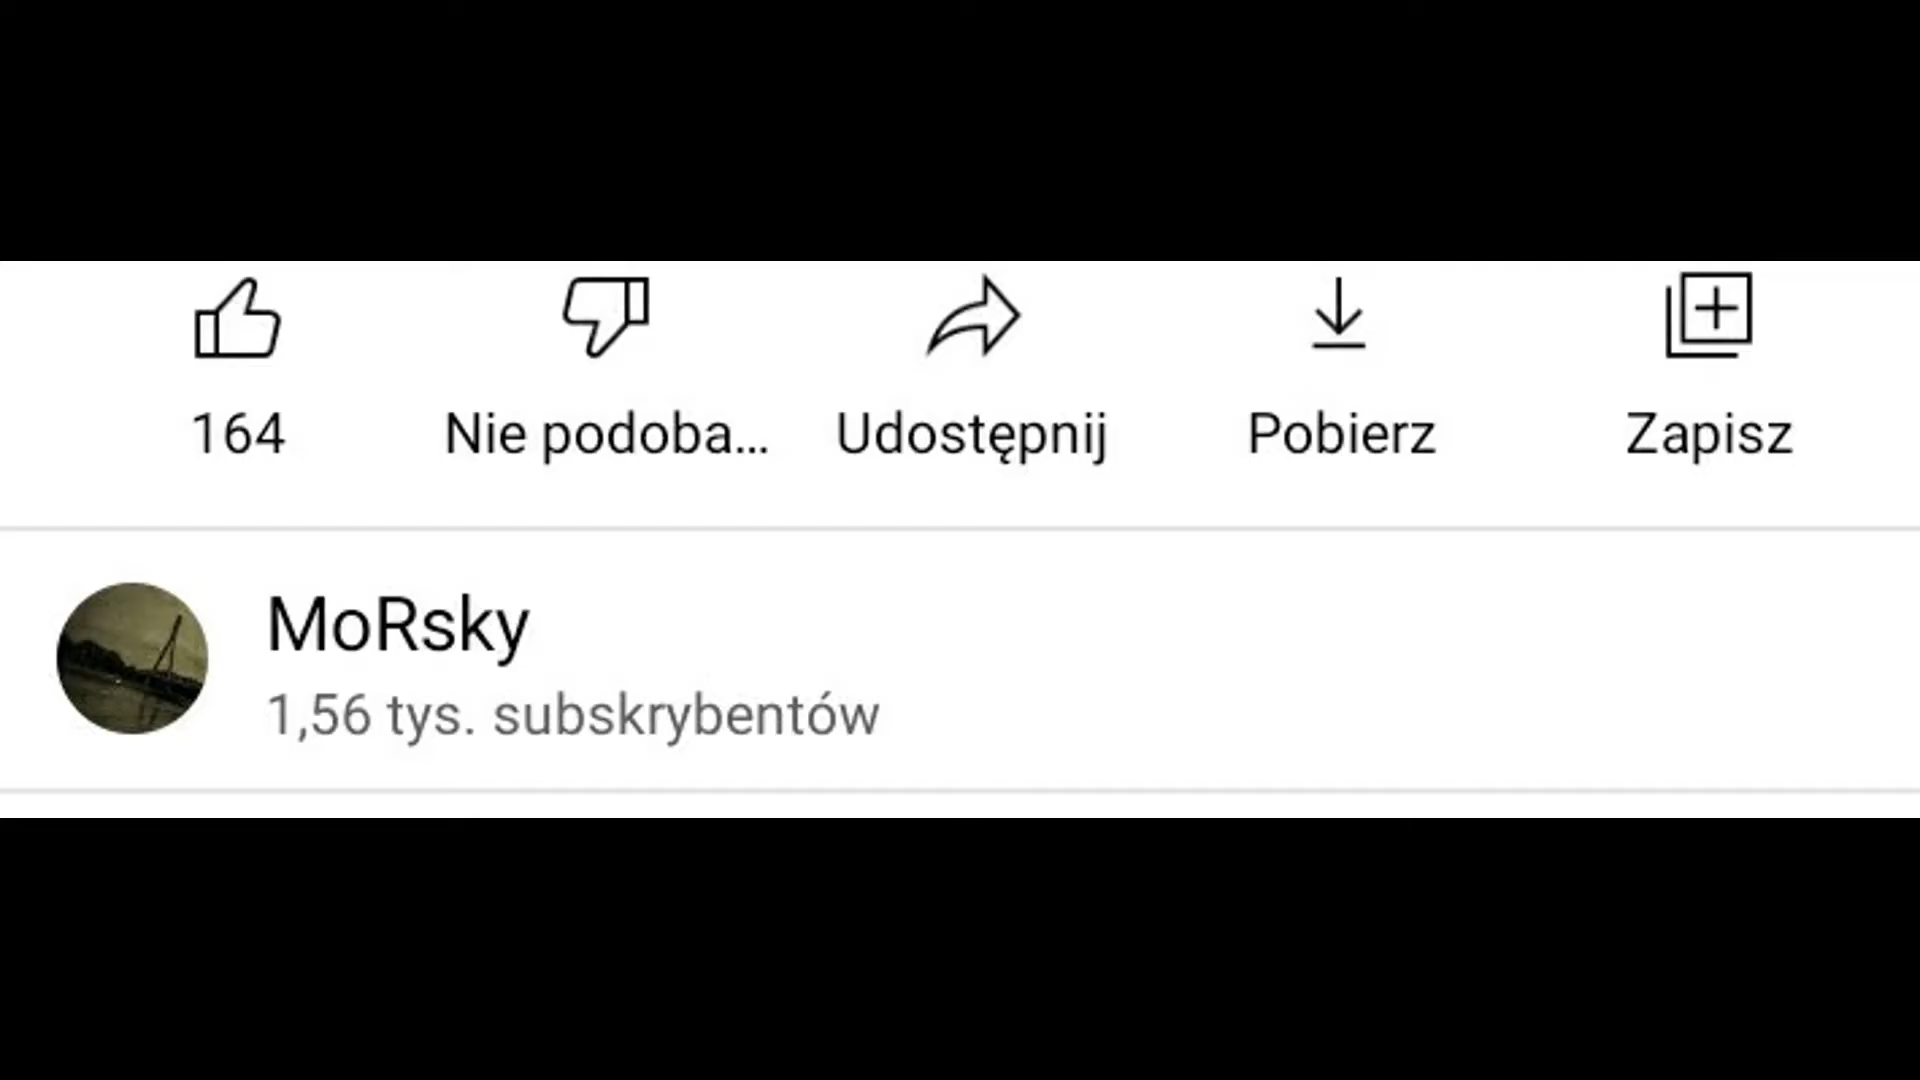 164 Nie podoba... Udostępnij Pobierz Zapisz
MoRsky
1,56 tys. subskrybentów